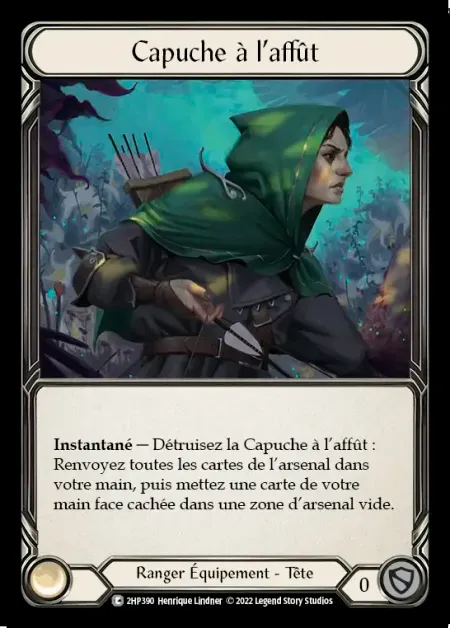 Capuche à l'affût
Instantané — Détruisez la Capuche à l'affût :
Renvoyez toutes les cartes de l'arsenal dans
votre main, puis mettez une carte de votre
main face cachée dans une zone d'arsenal vide.
Ranger Équipement - Tête
0
C 2HP390 Henrique Lindner © 2022 Legend Story Studios